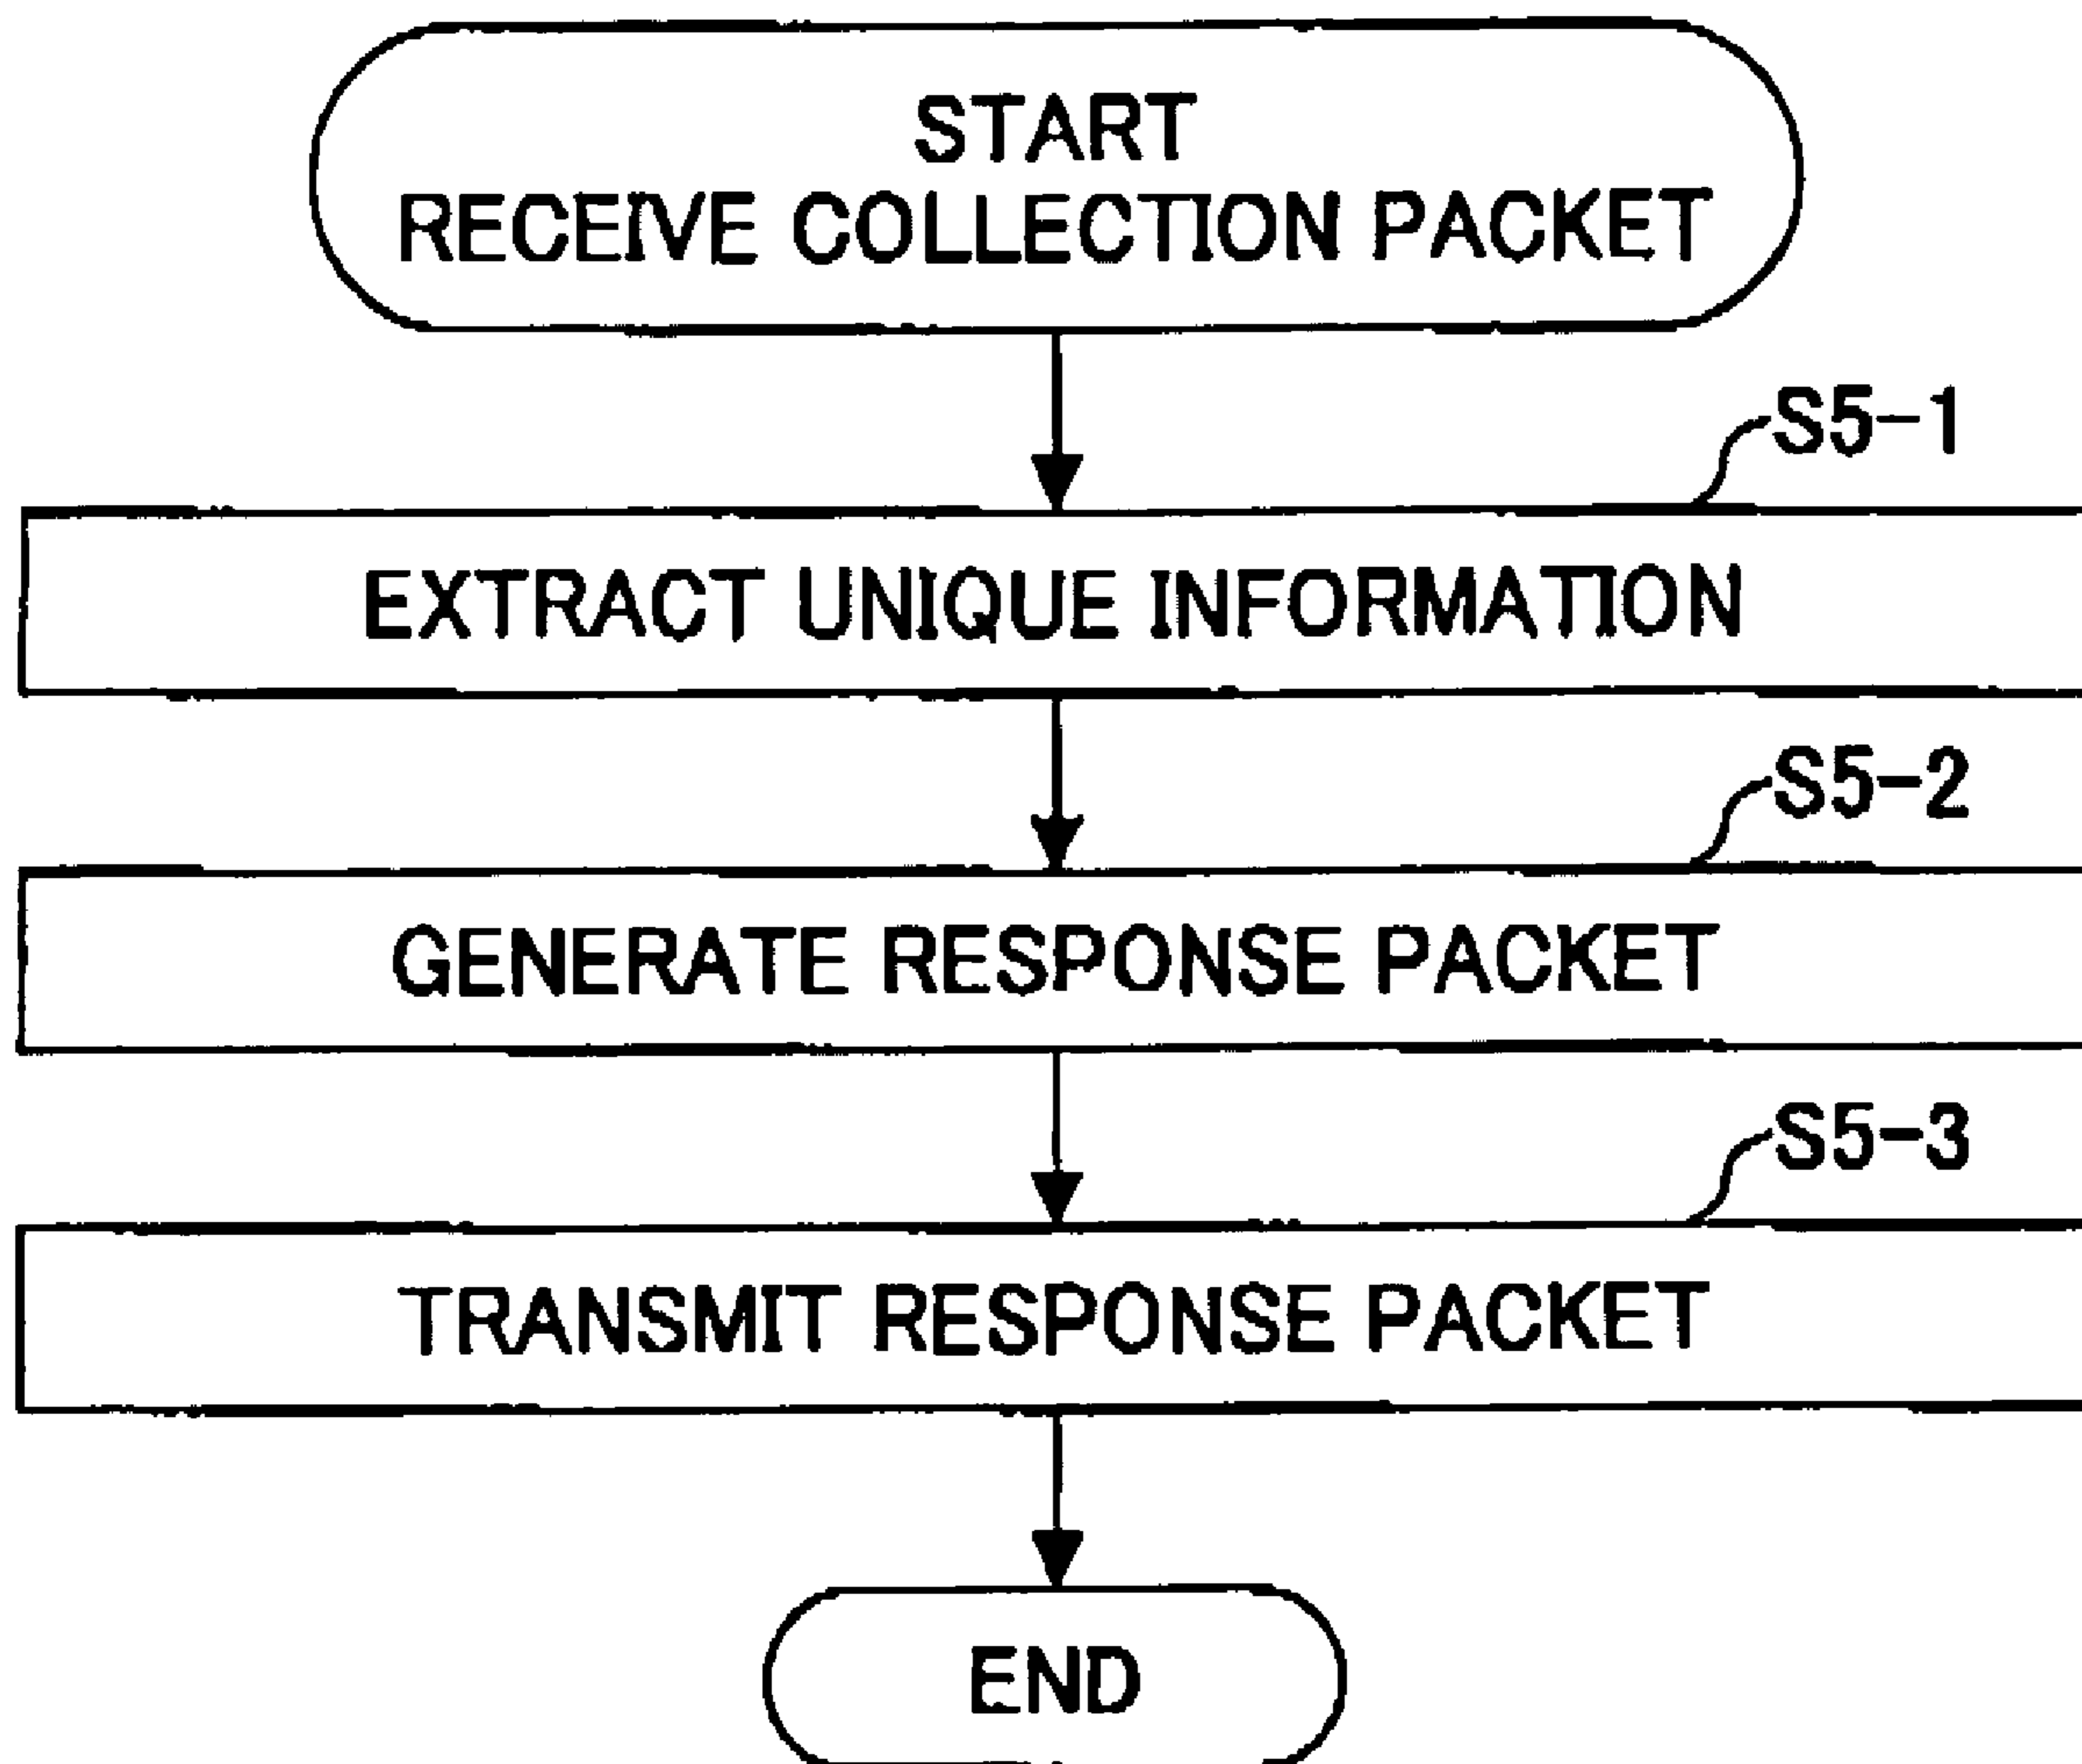 START
RECEIVE COLLECTION PACKET
S5-1
EXTRACT UNIQUE INFORMATION
S5-2
GENERATE RESPONSE PACKET
S5-3
TRANSMIT RESPONSE PACKET
END